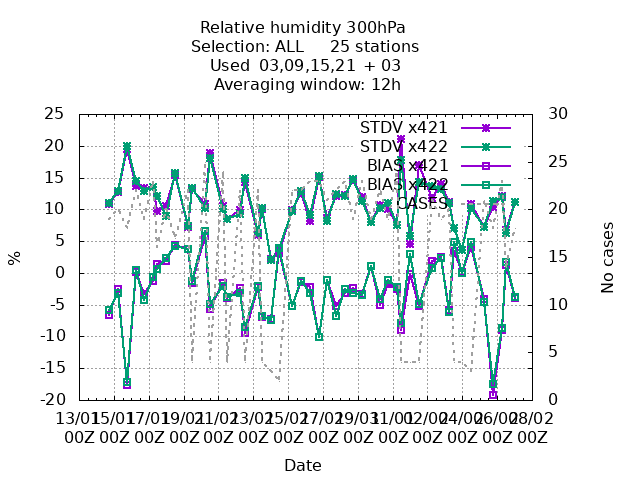 Relative humidity 300hPa
Selection: ALL 25 stations
Used 03,09,15,21 + 03
Averaging window: 12h
25 30
20 25
15 20
10
5 15
0
-5 10
-10
-15 5
-20 0
%
No cases
STDV x421
STDV x422
BIAS x421
BIAS x422
CASES
13/01 15/01 17/01 19/01 21/01 23/01 25/01 27/01 29/01 31/01 02/02 24/02 26/02 28/02
00Z 00Z 00Z 00Z 00Z 00Z 00Z 00Z 00Z 00Z 00Z 00Z 00Z 00Z
Date